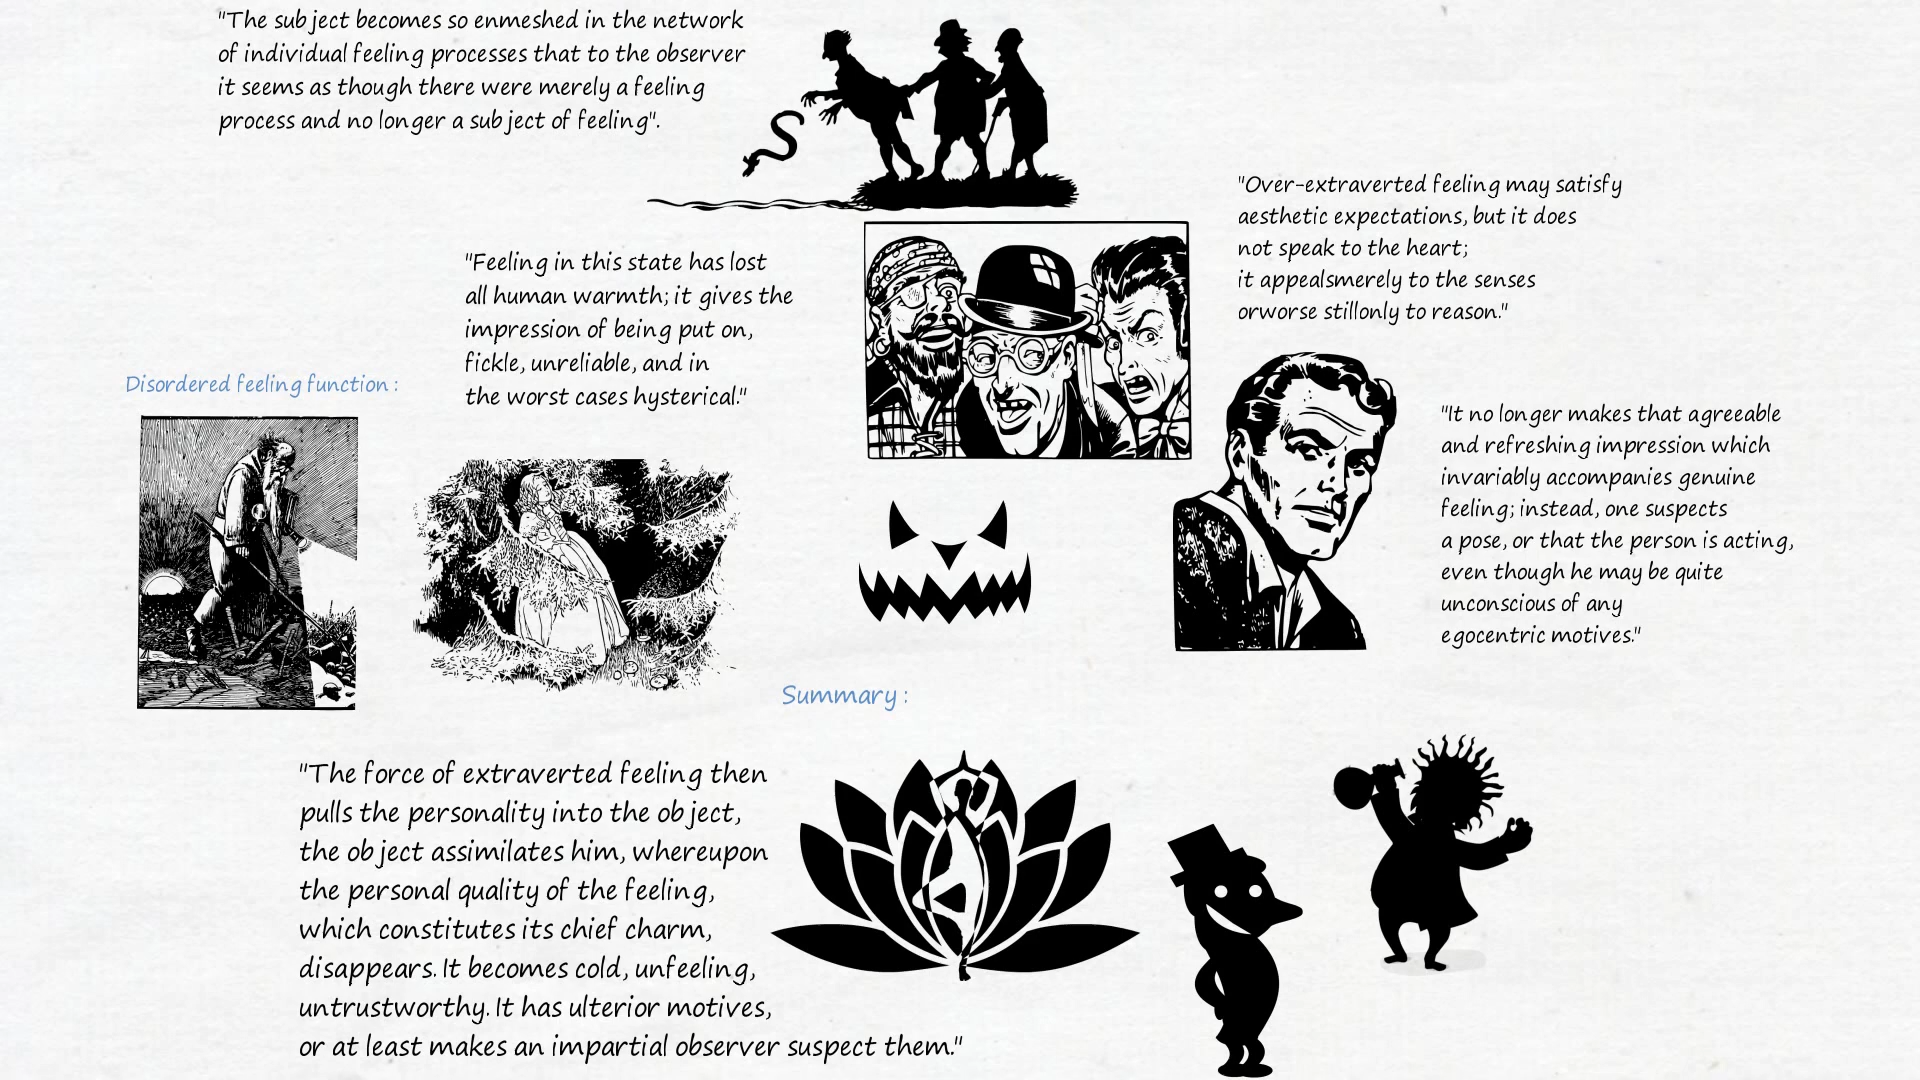 "The subject becomes so enmeshed in the network
of individual feeling processes that to the observer
it seems as though there were merely a feeling
process and no longer a subject of feeling".
"Over-extraverted feeling may satisfy
aesthetic expectations, but it does
not speak to the heart;
it appealsmerely to the senses
orworse stillonly to reason."
"Feeling in this state has lost
all human warmth; it gives the
impression of being put on,
fickle, unreliable, and in
the worst cases hysterical."
Disordered feeling function :
"It no longer makes that agreeable
and refreshing impression which
invariably accompanies genuine
feeling; instead, one suspects
a pose, or that the person is acting,
even though he may be quite
unconscious of any
egocentric motives."
Summary :
"The force of extraverted feeling then
pulls the personality into the object,
the object assimilates him, whereupon
the personal quality of the feeling,
which constitutes its chief charm,
disappears. It becomes cold, unfeeling,
untrustworthy. It has ulterior motives,
or at least makes an impartial observer suspect them."